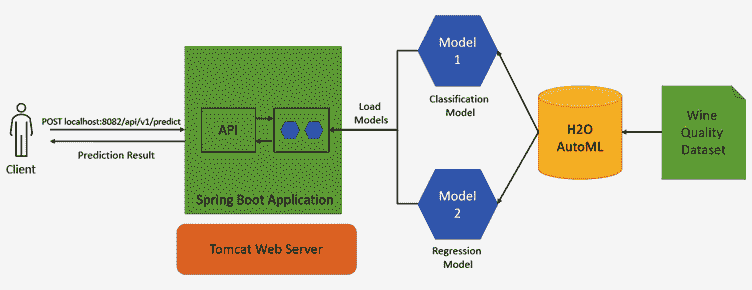 POST localhost:8082/api/v1/predict
Prediction Result
Client
API
Spring Boot Application
Tomcat Web Server
Load
Models
Model
1
Classification
Model
Model
2
Regression
Model
H2O
AutoML
Wine
Quality
Dataset